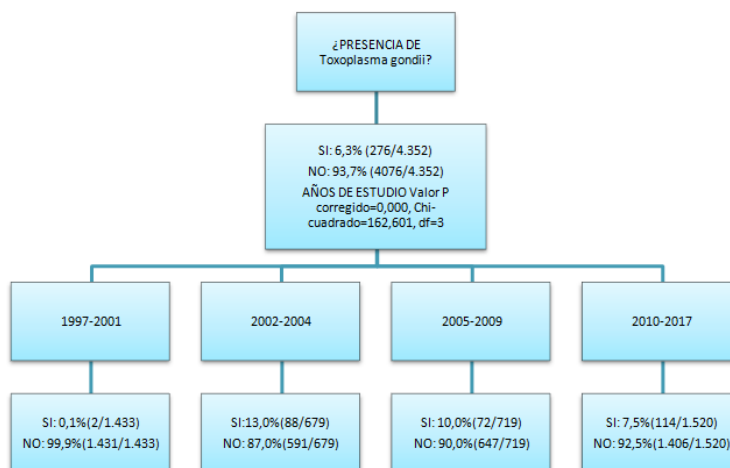 ¿PRESENCIA DE
Toxoplasma gondii?
SI: 6,3% (276/4.352)
NO: 93,7% (4076/4.352)
AÑOS DE ESTUDIO Valor P
corregido=0,000, Chi-
cuadrado=162,601, df=3
1997-2001
2002-2004
2005-2009
2010-2017
SI: 0,1%(2/1.433)
NO: 99,9%(1.431/1.433)
SI:13,0%(88/679)
NO: 87,0%(591/679)
SI: 10,0%(72/719)
NO: 90,0%(647/719)
SI: 7,5%(114/1.520)
NO: 92,5%(1.406/1.520)